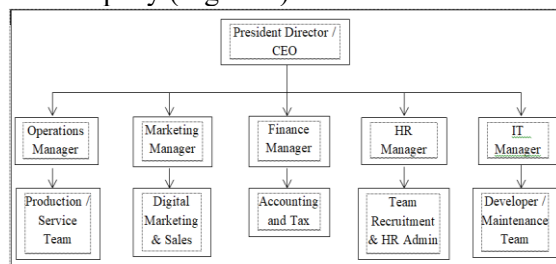 President Director /
CEO
Operations
Manager
Marketing
Manager
Finance
Manager
HR
Manager
IT
Manager
Production /
Service
Team
Digital
Marketing
& Sales
Accounting
and Tax
Team
Recruitment
& HR Admin
Developer /
Maintenance
Team